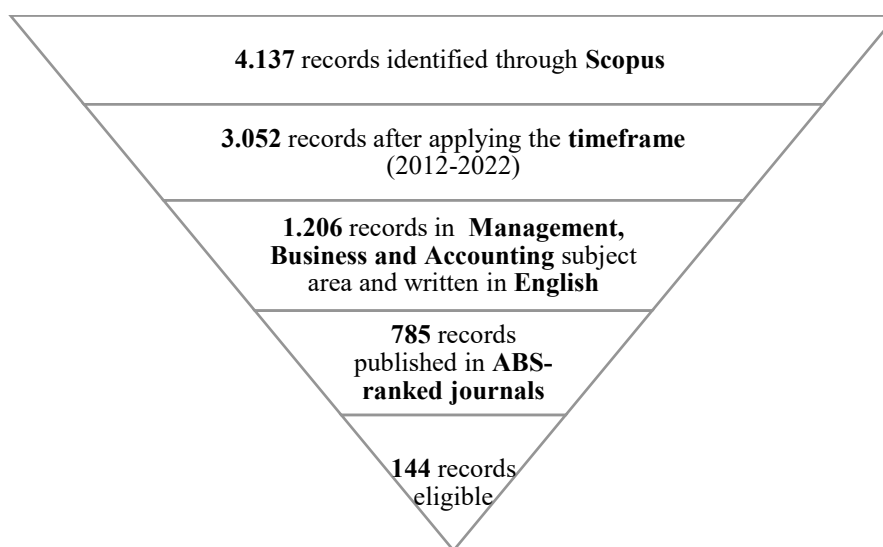 4.137 records identified through Scopus
3.052 records after applying the timeframe
(2012-2022)
1.206 records in Management,
Business and Accounting subject
area and written in English
785 records
published in ABS-
ranked journals
144 records
eligible